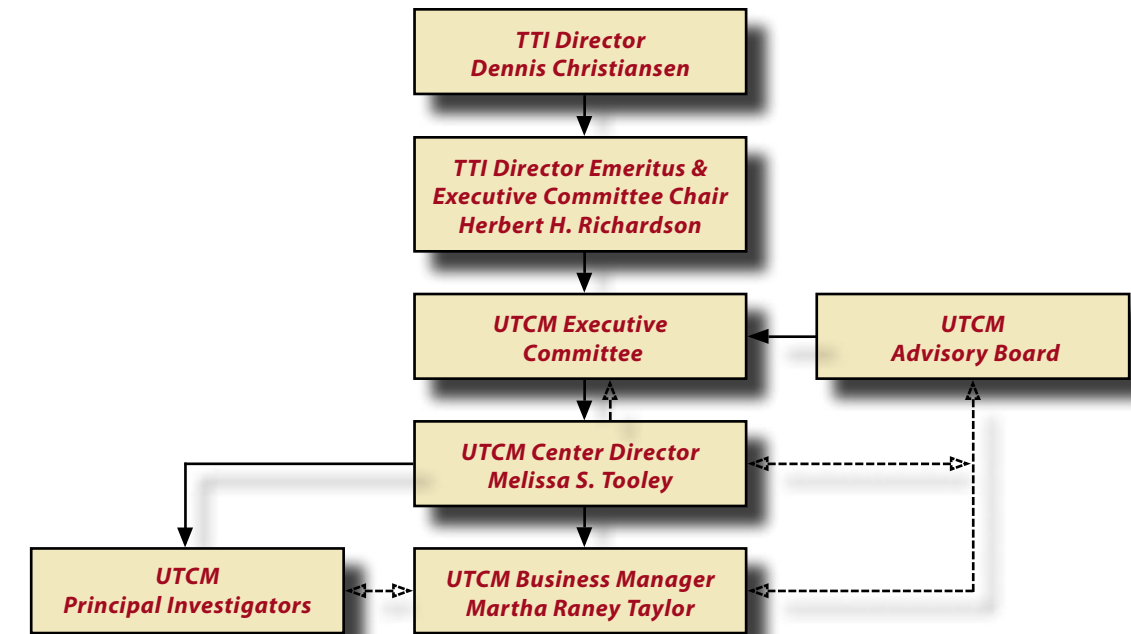 TTI Director
Dennis Christiansen
TTI Director Emeritus &
Executive Committee Chair
Herbert H. Richardson
UTCM Executive
Committee
UTCM
Advisory Board
UTCM Center Director
Melissa S. Tooley
UTCM
Principal Investigators
UTCM Business Manager
Martha Raney Taylor